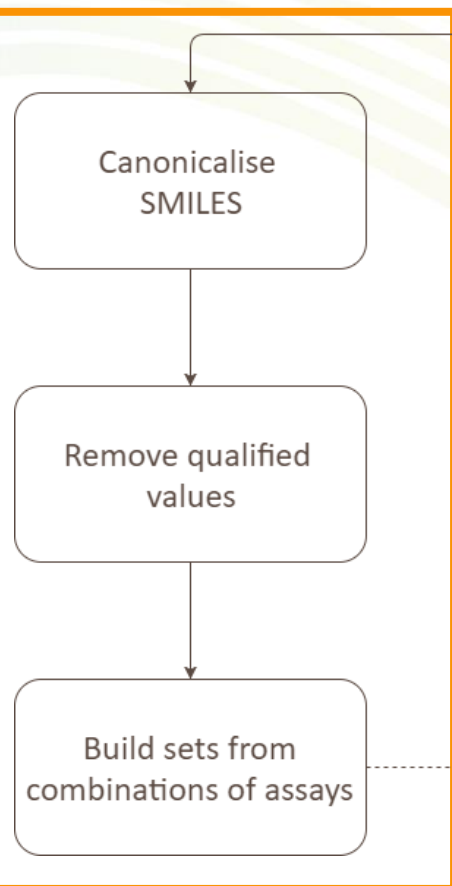 Canonicalise
SMILES
Remove qualified
values
Build sets from
combinations of assays